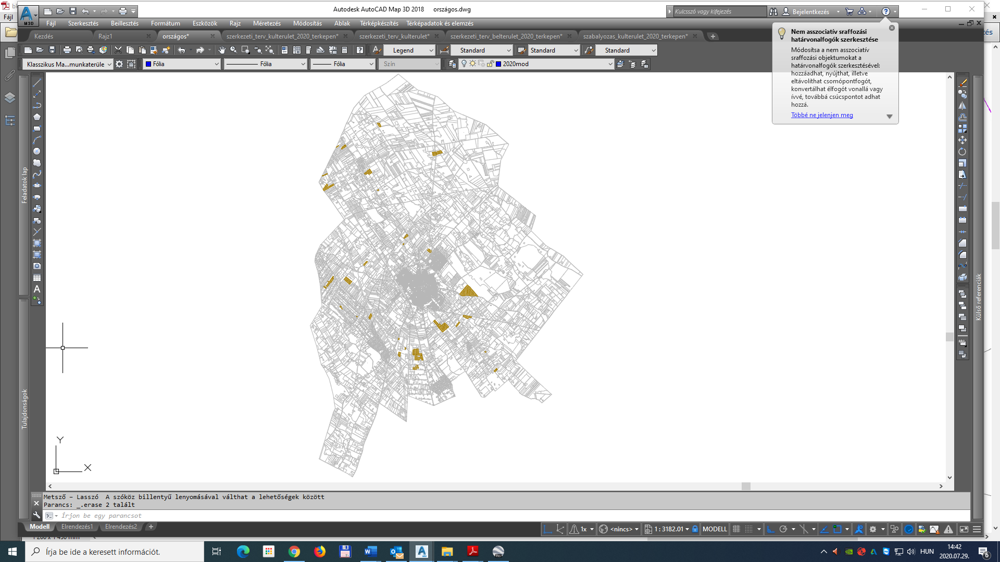 Autodesk AutoCAD Map 3D 2018 országos.dwg
Kulcsszó vagy kifejezés
Bejelentkezés
Fájl
M3D
Fájl Szerkesztés Beillesztés Formátum Eszközök Rajz Méretezés Módosítás Ablak Térképkészítés Térképadatok és elemzés
Kezdés Rajz1 országos* szerkezeti_terv_kulterulet_2020_terkepen* szerkezeti_terv_kulterulet* szerkezeti_terv_belterulet_2020_terkepen* szabalyozas_kulterulet_2020_terkepen*
Legend Standard Standard Standard
Klasszikus Ma...munkaterüle Fólia Fólia Fólia Szín 2020mod
Nem asszociatív sraffozási
határvonalfogók szerkesztése
Módosítsa a nem asszociatív
sraffozási objektumokat a
határvonalfogók szerkesztésével:
hozzáadhat, nyújthat, illetve
eltávolíthat csomópontfogót,
konvertálhat élfogót vonallá vagy
ívvé, továbbá csúcspontot adhat
hozzá.
Többé ne jelenjen meg
Feladatok lap
Tulajdonságok
Külső referenciák
A
ABC
Y
X
Metsző – Lasszó A szóköz billentyű lenyomásával válthat a lehetőségek között
Parancs: _.erase 2 talált
Írjon be egy parancsot
Modell Elrendezés1 Elrendezés2
1x <nincs> 1 : 3182.01 MODELL
Írja be ide a keresett információt.
HUN
14:42
2020.07.29.
6